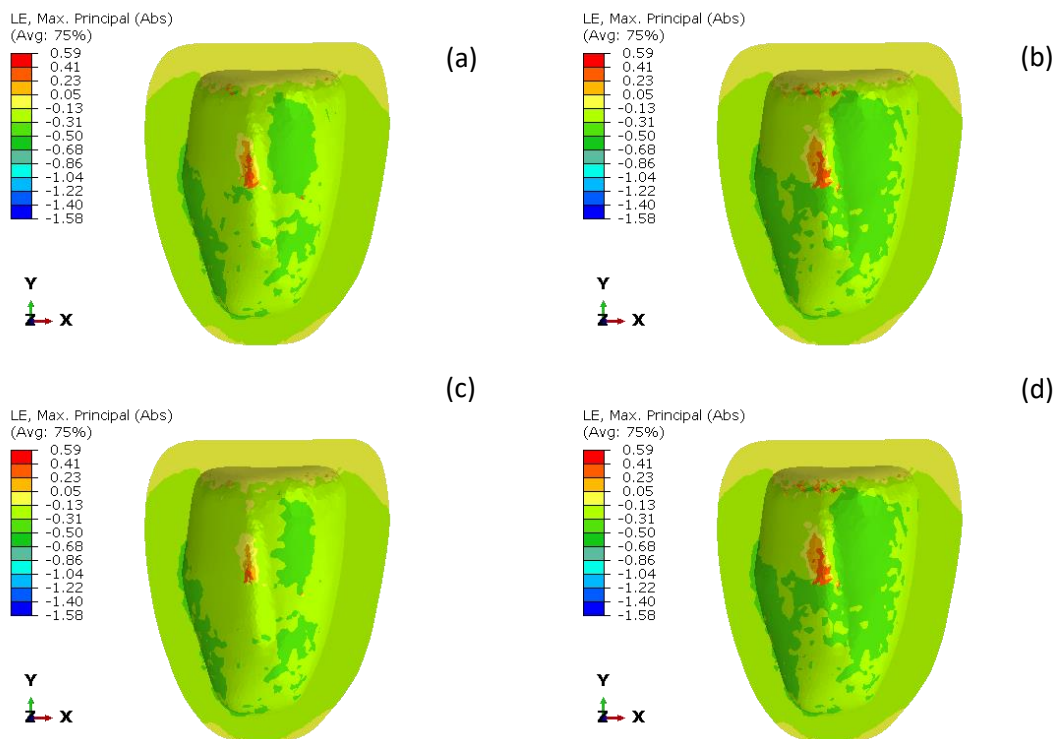 LE, Max. Principal (Abs)
(Avg: 75%)
0.59
0.41
0.23
0.05
-0.13
-0.31
-0.50
-0.68
-0.86
-1.04
-1.22
-1.40
-1.58
Y
Z X
(a)
LE, Max. Principal (Abs)
(Avg: 75%)
0.59
0.41
0.23
0.05
-0.13
-0.31
-0.50
-0.68
-0.86
-1.04
-1.22
-1.40
-1.58
Y
Z X
(b)
LE, Max. Principal (Abs)
(Avg: 75%)
0.59
0.41
0.23
0.05
-0.13
-0.31
-0.50
-0.68
-0.86
-1.04
-1.22
-1.40
-1.58
Y
Z X
(c)
LE, Max. Principal (Abs)
(Avg: 75%)
0.59
0.41
0.23
0.05
-0.13
-0.31
-0.50
-0.68
-0.86
-1.04
-1.22
-1.40
-1.58
Y
Z X
(d)